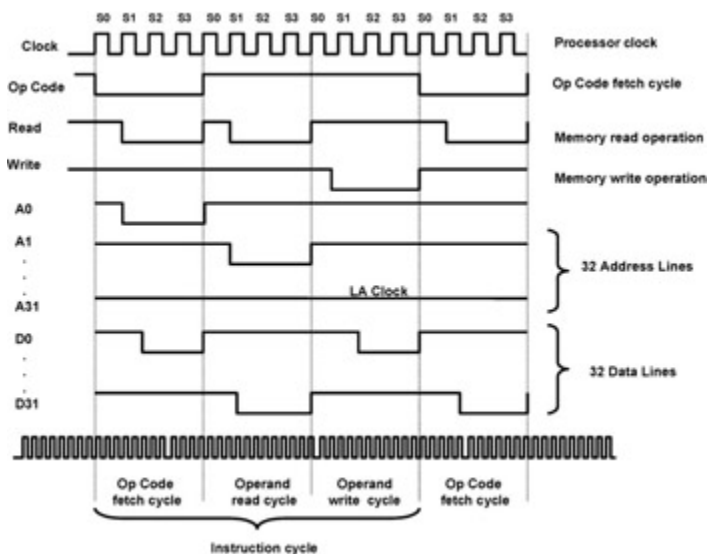 S0 S1 S2 S3 S0 S1 S2 S3 S0 S1 S2 S3 S0 S1 S2 S3
Clock
Processor clock
Op Code
Op Code fetch cycle
Read
Memory read operation
Write
Memory write operation
A0
A1
.
.
.
32 Address Lines
LA Clock
A31
D0
.
.
.
32 Data Lines
D31
Op Code fetch cycle
Operand read cycle
Operand write cycle
Op Code fetch cycle
Instruction cycle